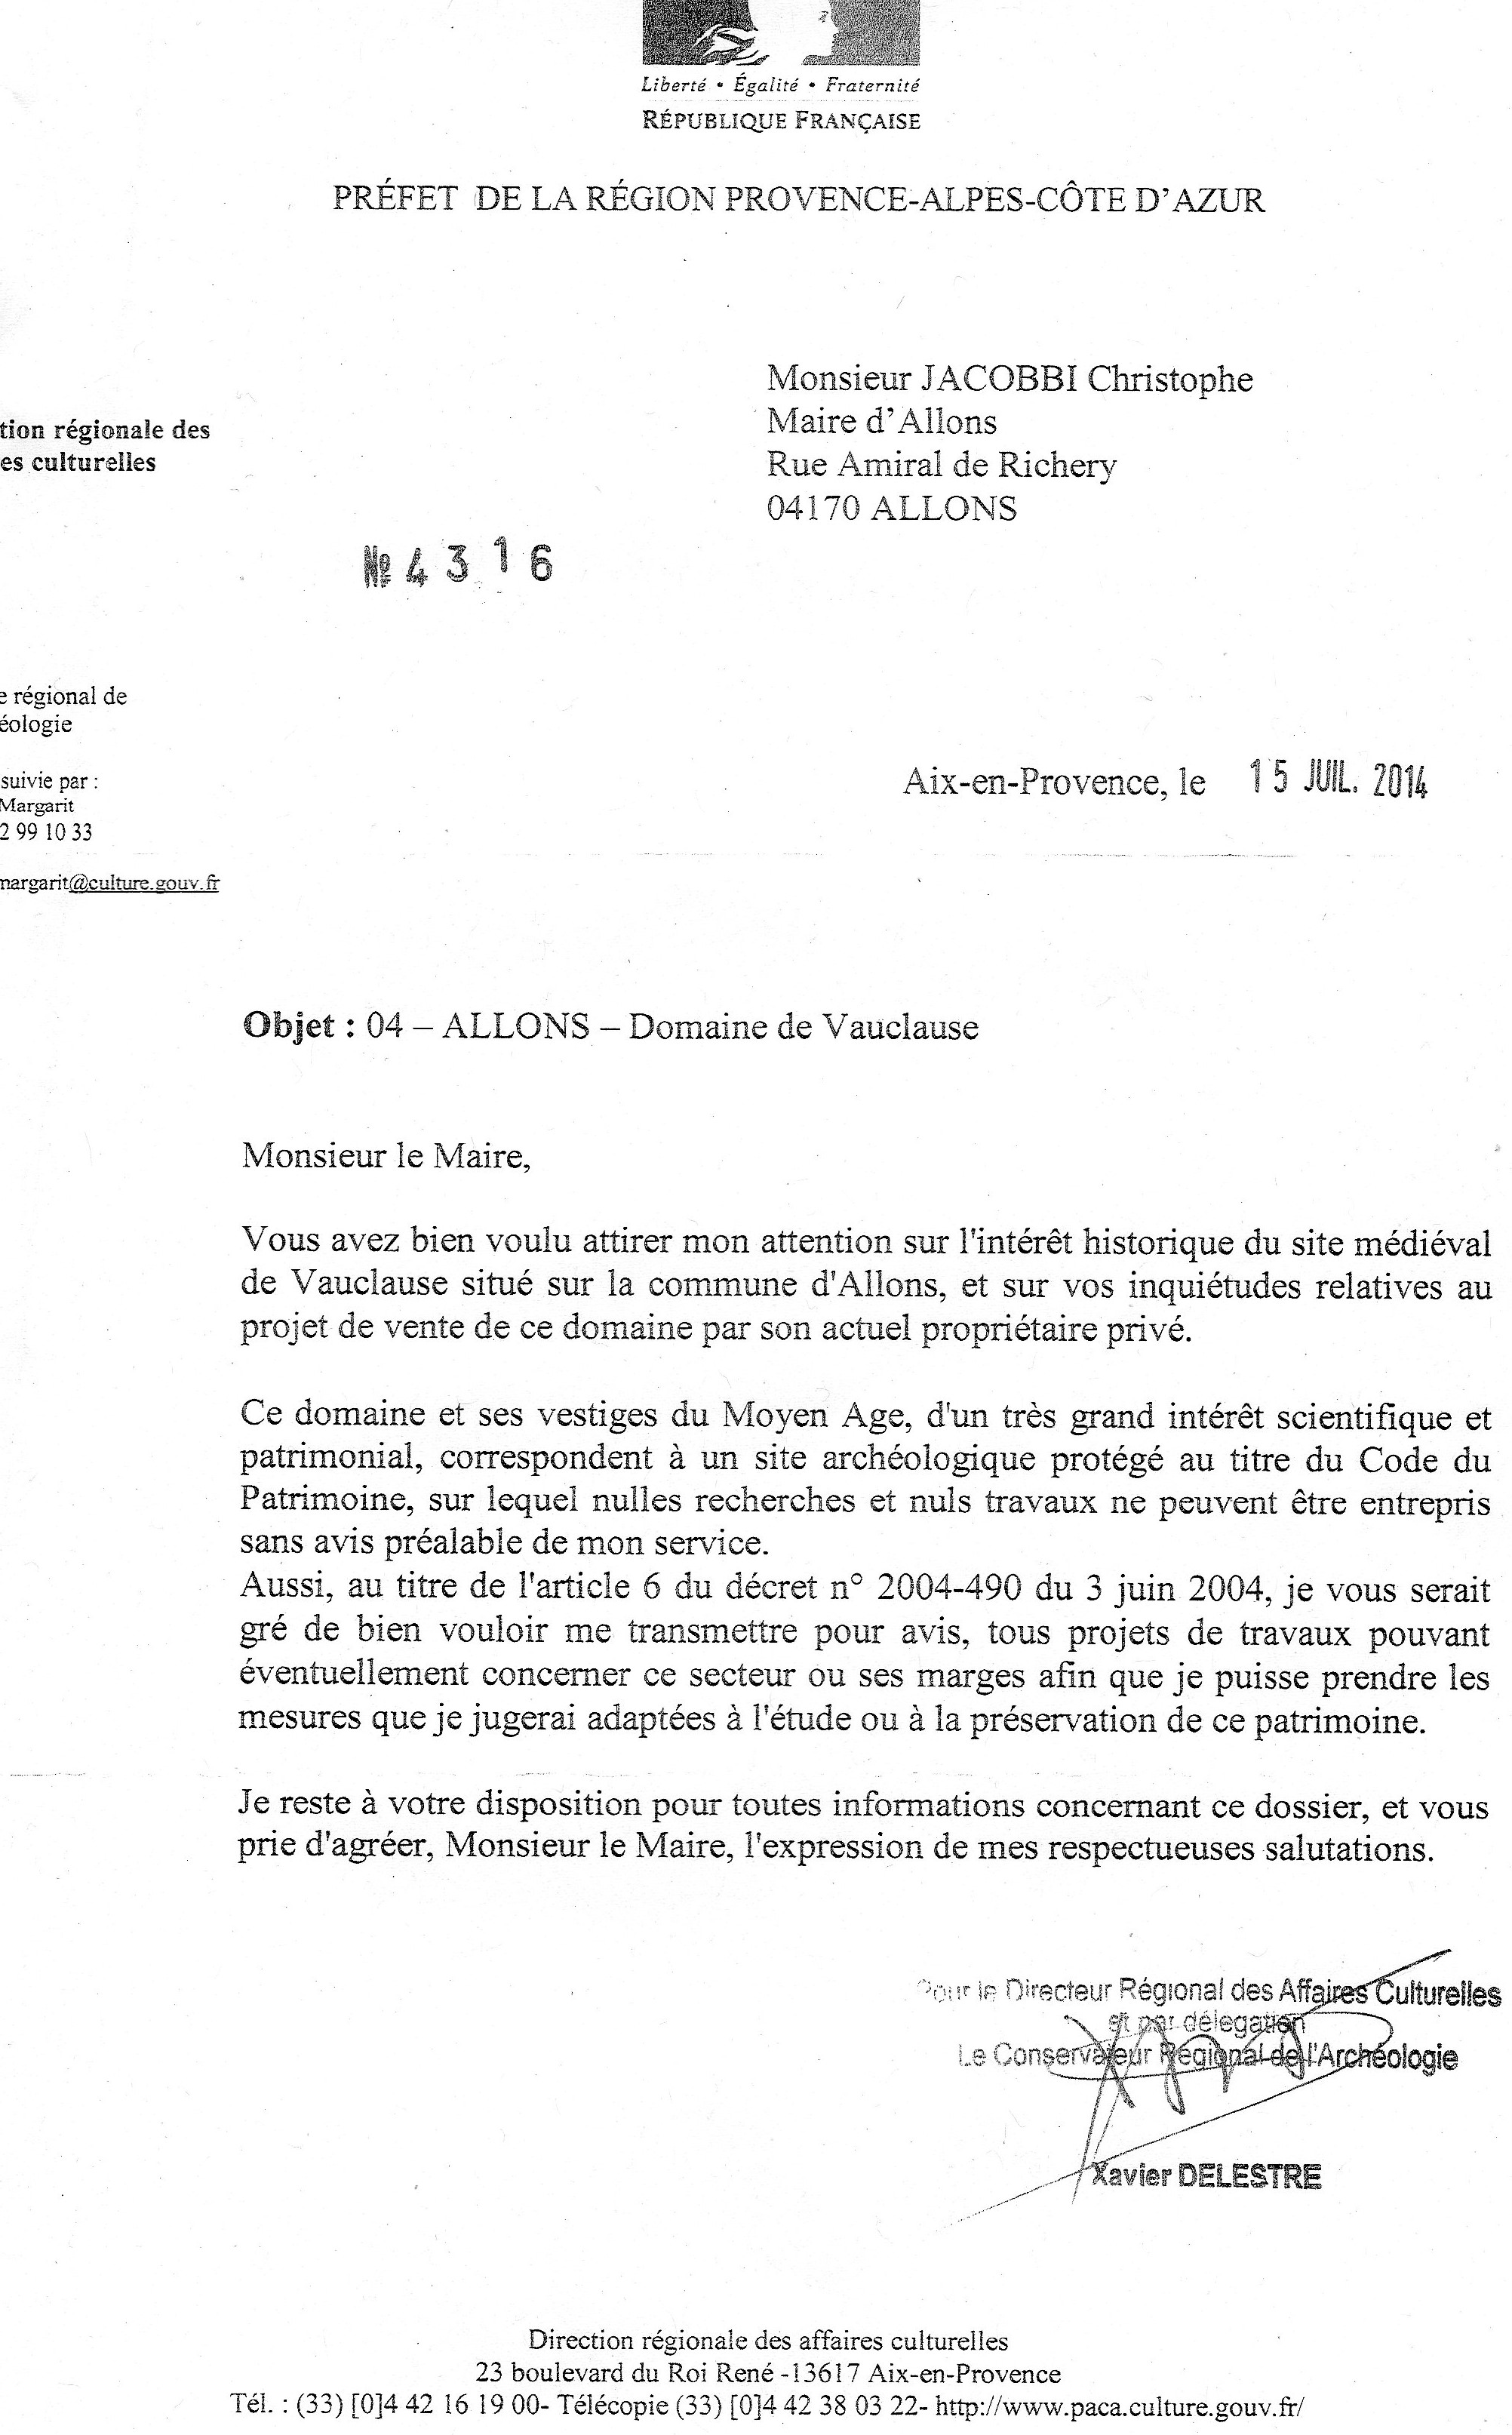 Liberté • Égalité • Fraternité
RÉPUBLIQUE FRANÇAISE
PRÉFET DE LA RÉGION PROVENCE-ALPES-CÔTE D'AZUR
Monsieur JACOBBI Christophe
Maire d'Allons
Rue Amiral de Richery
04170 ALLONS
tion régionale des
es culturelles
№ 4 3 1 6
e régional de
éologie
suivie par :
Margarit
2 99 10 33
margarit@culture.gouv.fr
Aix-en-Provence, le 15 JUIL. 2014
Objet : 04 – ALLONS – Domaine de Vauclause
Monsieur le Maire,
Vous avez bien voulu attirer mon attention sur l'intérêt historique du site médiéval
de Vauclause situé sur la commune d'Allons, et sur vos inquiétudes relatives au
projet de vente de ce domaine par son actuel propriétaire privé.
Ce domaine et ses vestiges du Moyen Age, d'un très grand intérêt scientifique et
patrimonial, correspondent à un site archéologique protégé au titre du Code du
Patrimoine, sur lequel nulles recherches et nuls travaux ne peuvent être entrepris
sans avis préalable de mon service.
Aussi, au titre de l'article 6 du décret n° 2004-490 du 3 juin 2004, je vous serait
gré de bien vouloir me transmettre pour avis, tous projets de travaux pouvant
éventuellement concerner ce secteur ou ses marges afin que je puisse prendre les
mesures que je jugerai adaptées à l'étude ou à la préservation de ce patrimoine.
Je reste à votre disposition pour toutes informations concernant ce dossier, et vous
prie d'agréer, Monsieur le Maire, l'expression de mes respectueuses salutations.
Pour le Directeur Régional des Affaires Culturelles
et par délegation
Le Conservateur Régional de l'Archéologie
Xavier DELESTRE
Direction régionale des affaires culturelles
23 boulevard du Roi René -13617 Aix-en-Provence
Tél. : (33) [0]4 42 16 19 00- Télécopie (33) [0]4 42 38 03 22- http://www.paca.culture.gouv.fr/